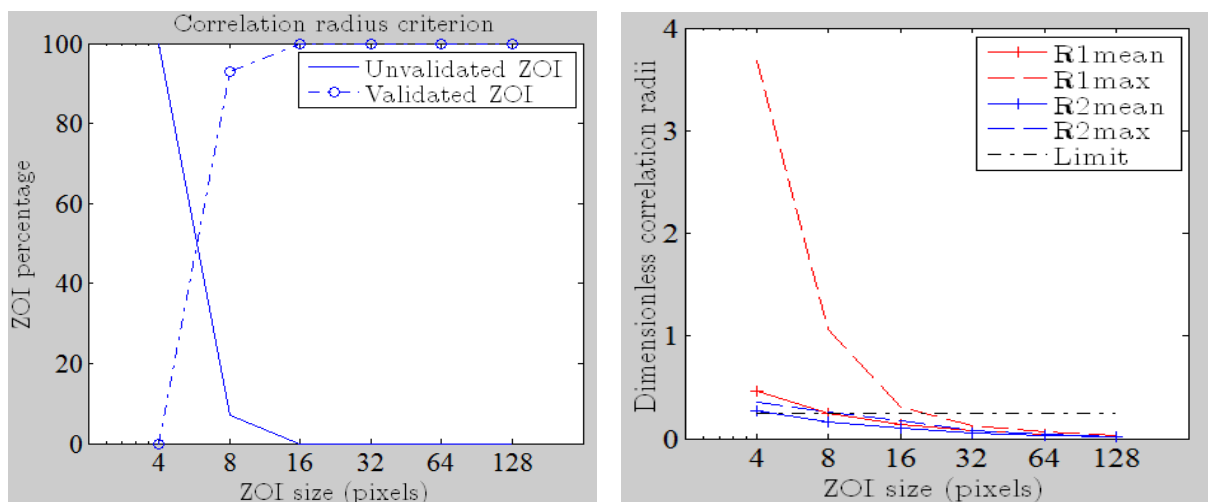 Correlation radius criterion
100
80
60
40
20
0
ZOI percentage
Unvalidated ZOI
Validated ZOI
4 8 16 32 64 128
ZOI size (pixels)
4
3
2
1
0
Dimensionless correlation radii
R1mean
R1max
R2mean
R2max
Limit
4 8 16 32 64 128
ZOI size (pixels)